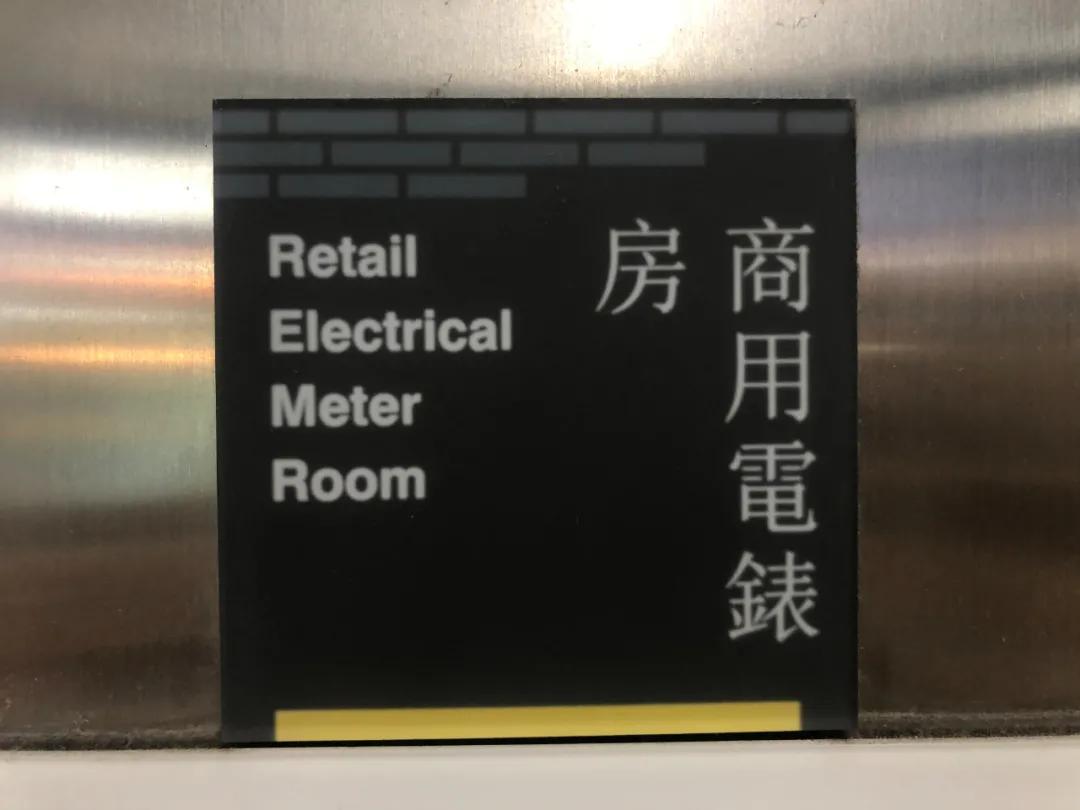 Retail
Electrical
Meter
Room
商用電錶
房